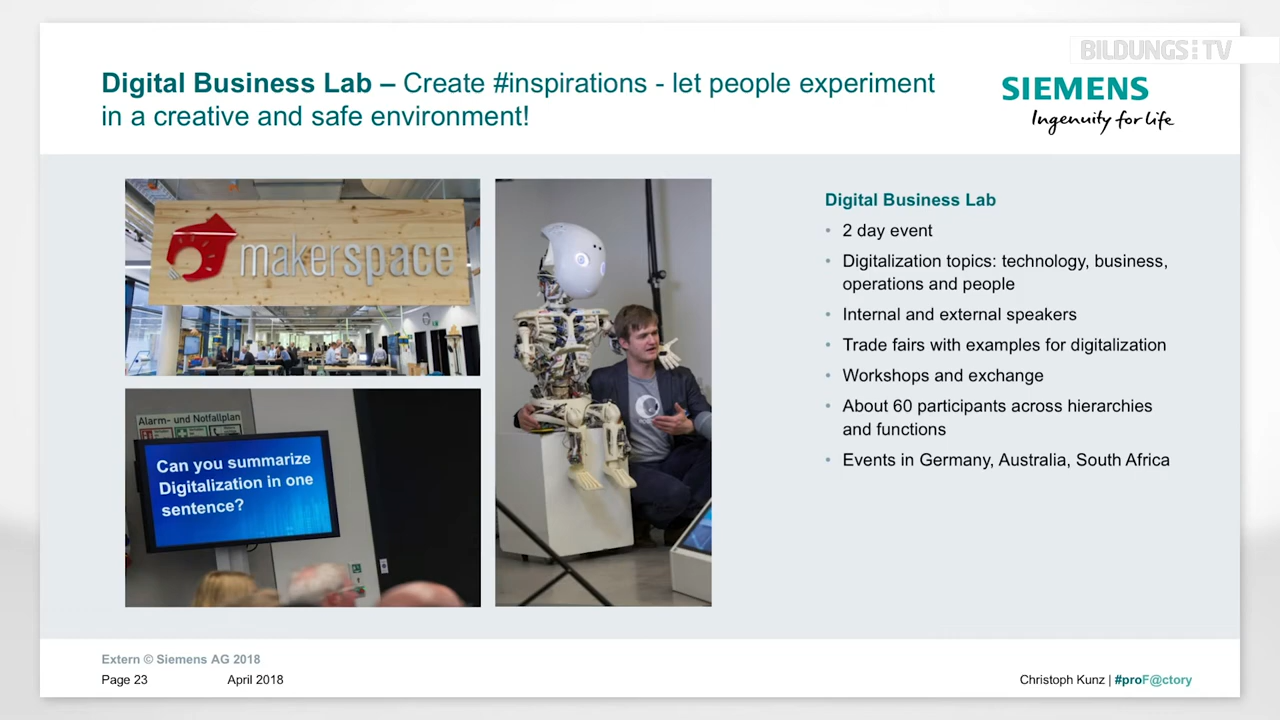 BILDUNGS TV
Digital Business Lab – Create #inspirations - let people experiment
in a creative and safe environment!
SIEMENS
Ingenuity for life
makerspace
Alarm- und Notfallplan
Can you summarize
Digitalization in one
sentence?
Digital Business Lab
• 2 day event
• Digitalization topics: technology, business,
operations and people
• Internal and external speakers
• Trade fairs with examples for digitalization
• Workshops and exchange
• About 60 participants across hierarchies
and functions
• Events in Germany, Australia, South Africa
Extern © Siemens AG 2018
Page 23 April 2018
Christoph Kunz | #proF@ctory